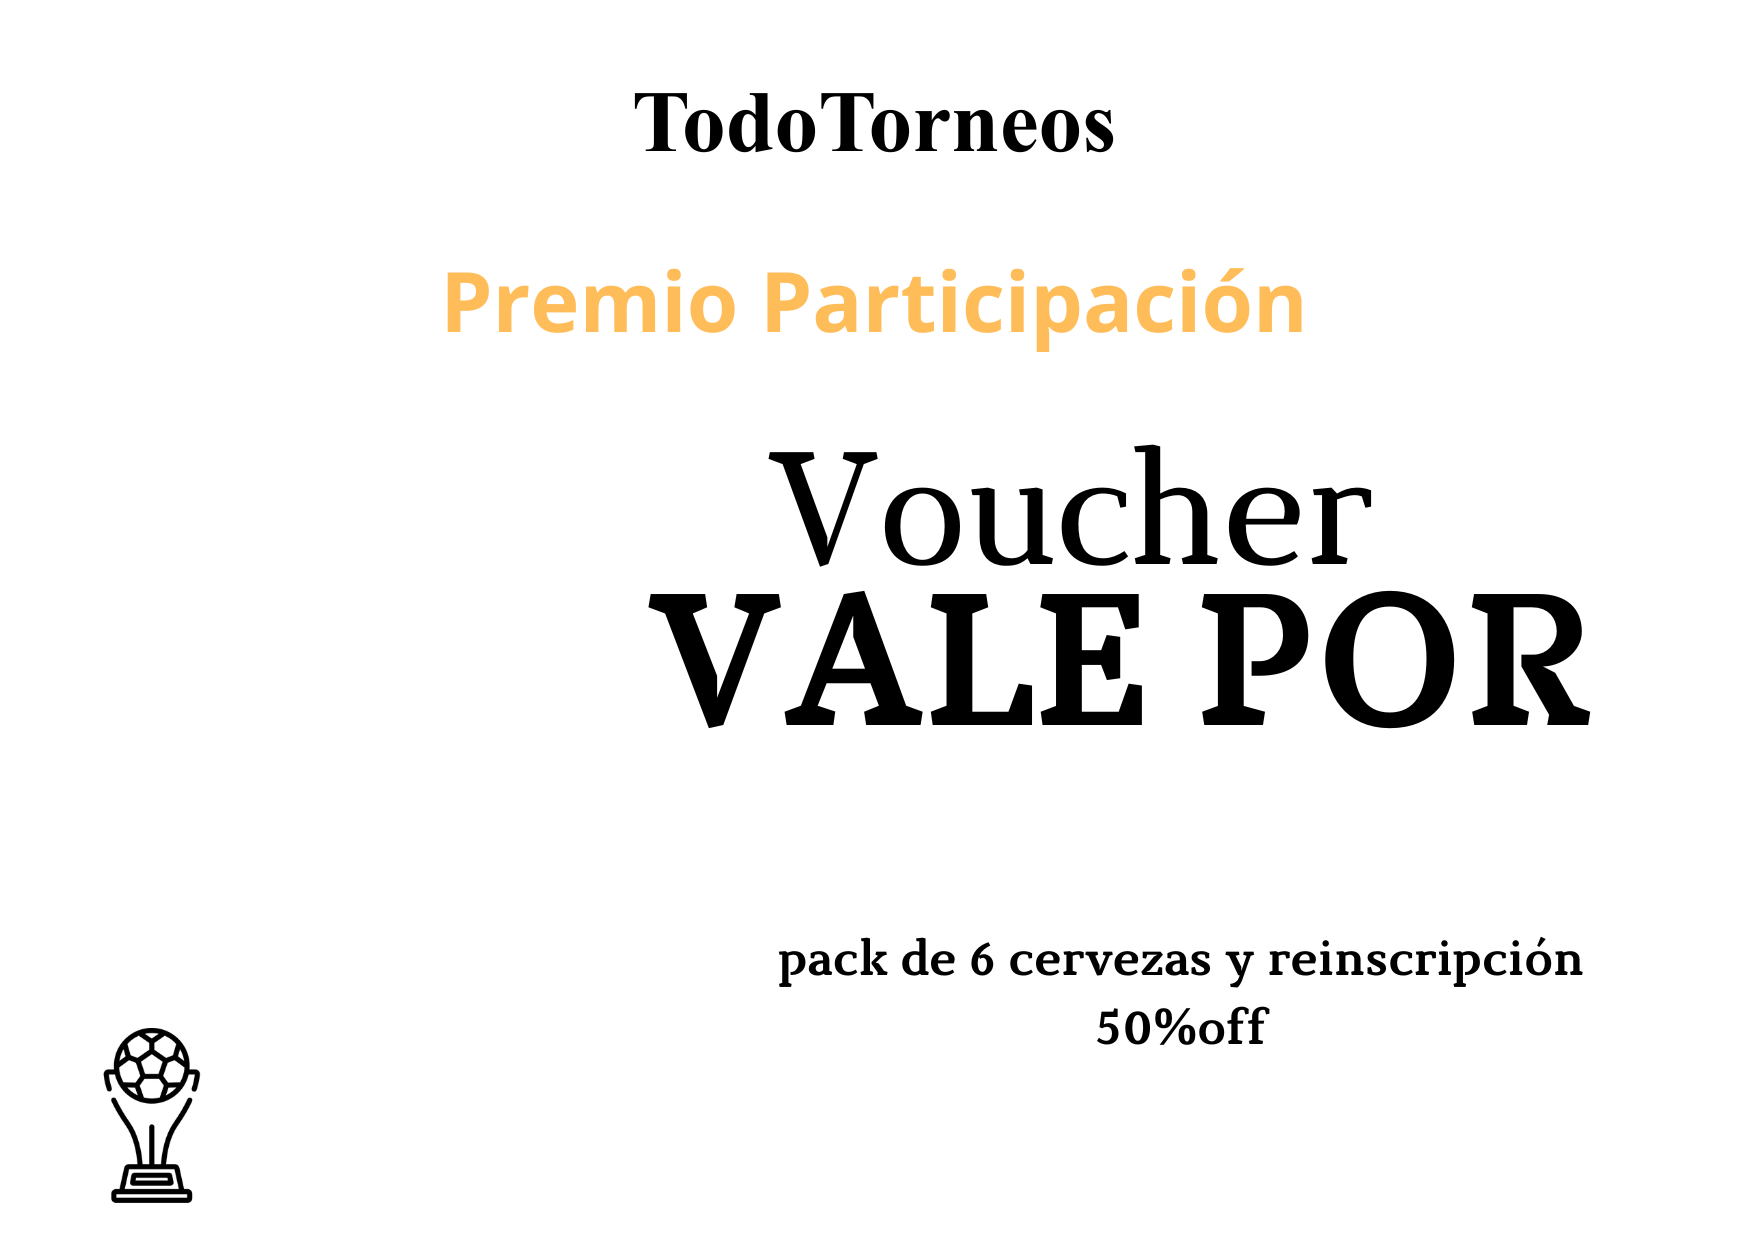 TodoTorneos
Premio Participación
Voucher
VALE POR
pack de 6 cervezas y reinscripción
50%off